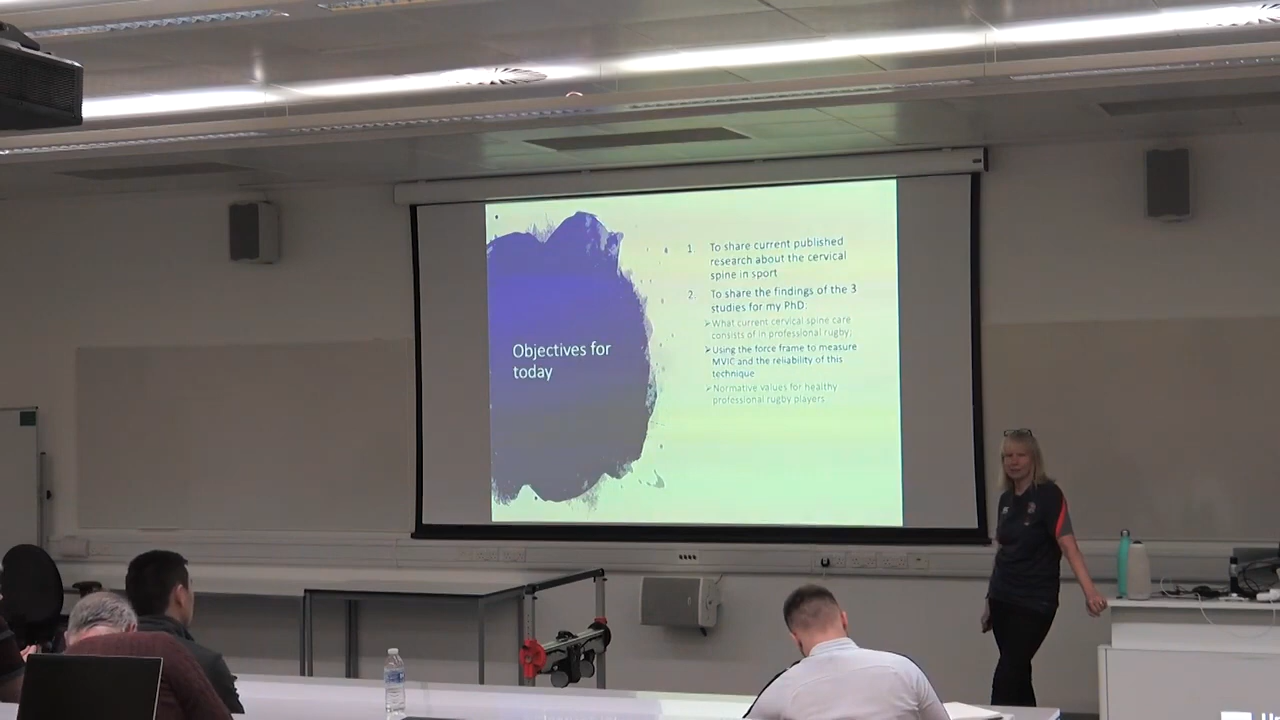 Objectives for
today
1. To share current published
research about the cervical
spine in sport
2. To share the findings of the 3
studies for my PhD:
➢What current cervical spine care
consists of in professional rugby;
➢Using the force frame to measure
MVIC and the reliability of this
technique
➢Normative values for healthy
professional rugby players